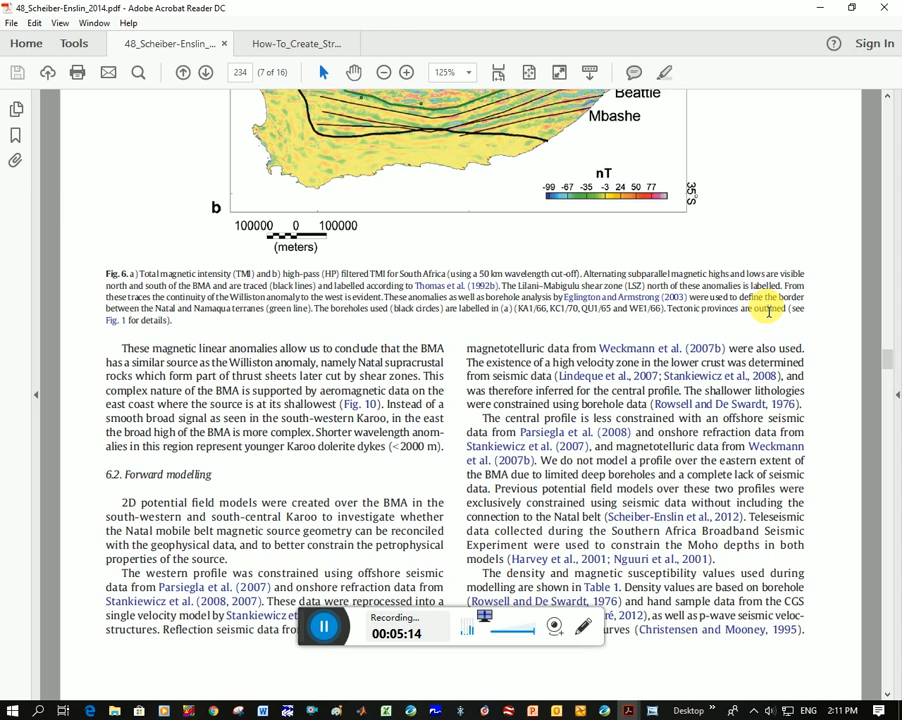 48_Scheiber-Enslin_2014.pdf - Adobe Acrobat Reader DC
File Edit View Window Help
Home Tools 48_Scheiber-Enslin_... × How-To_Create_Str... Sign In
234 (7 of 16) 125%
Beattie
Mbashe
nT
-99 -67 -35 -3 24 50 77
35°S
b
100000 0 100000
(meters)
Fig. 6. a) Total magnetic intensity (TMI) and b) high-pass (HP) filtered TMI for South Africa (using a 50 km wavelength cut-off). Alternating subparallel magnetic highs and lows are visible
north and south of the BMA and are traced (black lines) and labelled according to Thomas et al. (1992b). The Lilani–Mabigulu shear zone (LSZ) north of these anomalies is labelled. From
these traces the continuity of the Williston anomaly to the west is evident. These anomalies as well as borehole analysis by Eglington and Armstrong (2003) were used to define the border
between the Natal and Namaqua terranes (green line). The boreholes used (black circles) are labelled in (a) (KA1/66, KC1/70, QU1/65 and WE1/66). Tectonic provinces are outlined (see
Fig. 1 for details).
These magnetic linear anomalies allow us to conclude that the BMA
has a similar source as the Williston anomaly, namely Natal supracrustal
rocks which form part of thrust sheets later cut by shear zones. This
complex nature of the BMA is supported by aeromagnetic data on the
east coast where the source is at its shallowest (Fig. 10). Instead of a
smooth broad signal as seen in the south-western Karoo, in the east
the broad high of the BMA is more complex. Shorter wavelength anom-
alies in this region represent younger Karoo dolerite dykes (<2000 m).
6.2. Forward modelling
2D potential field models were created over the BMA in the
south-western and south-central Karoo to investigate whether
the Natal mobile belt magnetic source geometry can be reconciled
with the geophysical data, and to better constrain the petrophysical
properties of the source.
The western profile was constrained using offshore seismic
data from Parsiegla et al. (2007) and onshore refraction data from
Stankiewicz et al. (2008, 2007). These data were reprocessed into a
single velocity model by Stankiewicz et
structures. Reflection seismic data from
magnetotelluric data from Weckmann et al. (2007b) were also used.
The existence of a high velocity zone in the lower crust was determined
from seismic data (Lindeque et al., 2007; Stankiewicz et al., 2008), and
was therefore inferred for the central profile. The shallower lithologies
were constrained using borehole data (Rowsell and De Swardt, 1976).
The central profile is less constrained with an offshore seismic
data from Parsiegla et al. (2008) and onshore refraction data from
Stankiewicz et al. (2007), and magnetotelluric data from Weckmann
et al. (2007b). We do not model a profile over the eastern extent of
the BMA due to limited deep boreholes and a complete lack of seismic
data. Previous potential field models over these two profiles were
exclusively constrained using seismic data without including the
connection to the Natal belt (Scheiber-Enslin et al., 2012). Teleseismic
data collected during the Southern Africa Broadband Seismic
Experiment were used to constrain the Moho depths in both
models (Harvey et al., 2001; Nguuri et al., 2001).
The density and magnetic susceptibility values used during
modelling are shown in Table 1. Density values are based on borehole
(Rowsell and De Swardt, 1976) and hand sample data from the CGS
ré, 2012), as well as p-wave seismic veloc-
urves (Christensen and Mooney, 1995).
Recording...
00:05:14
Desktop ENG 2:11 PM